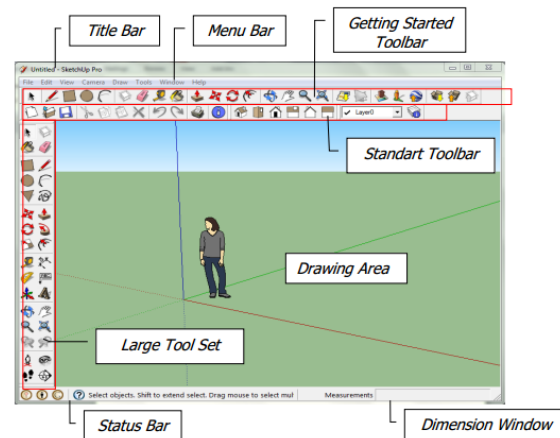 Title Bar
Menu Bar
Getting Started
Toolbar
Untitled - SketchUp Pro
File Edit View Camera Draw Tools Window Help
Layer0
Standart Toolbar
Drawing Area
Large Tool Set
Select objects. Shift to extend select. Drag mouse to select mul
Measurements
Status Bar
Dimension Window